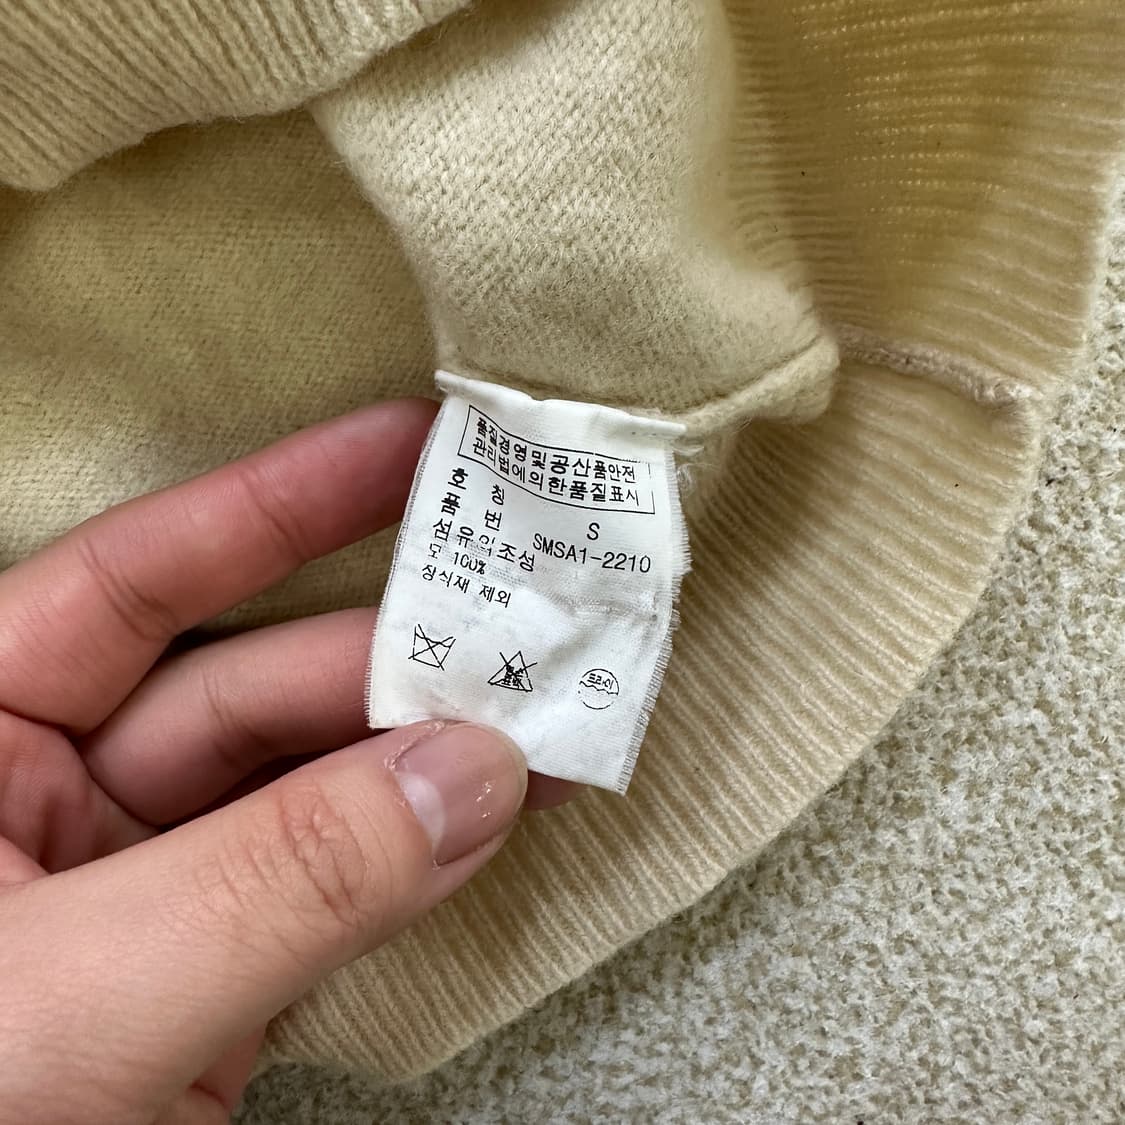 품질경영및공산품안전
관리법에의한품질표시
호 칭 S
품 번 SMSA1-2210
섬유의조성
모 100%
장식재 제외
드라이